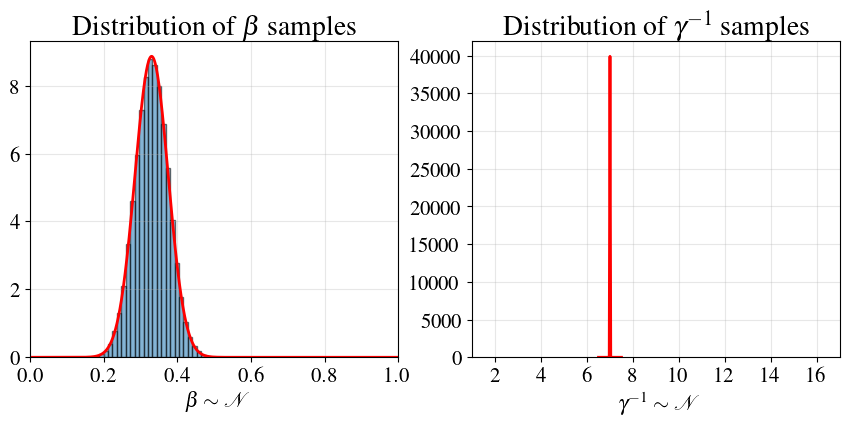 Distribution of β samples
8
6
4
2
0
0.0 0.2 0.4 0.6 0.8 1.0
β ∼ 𝒩
Distribution of γ⁻¹ samples
40000
35000
30000
25000
20000
15000
10000
5000
0
2 4 6 8 10 12 14 16
γ⁻¹ ∼ 𝒩